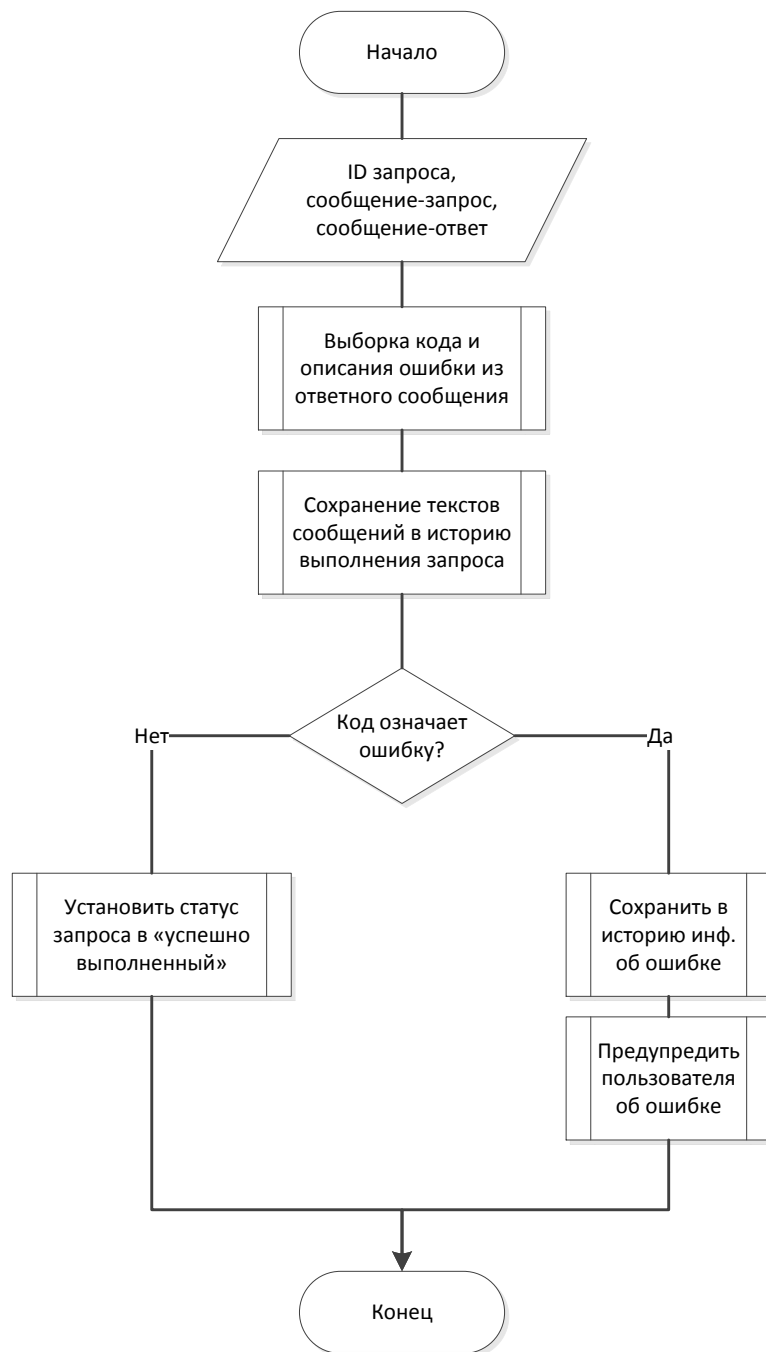 Начало
ID запроса,
сообщение-запрос,
сообщение-ответ
Выборка кода и
описания ошибки из
ответного сообщения
Сохранение текстов
сообщений в историю
выполнения запроса
Код означает
ошибку?
Нет
Да
Установить статус
запроса в «успешно
выполненный»
Сохранить в
историю инф.
об ошибке
Предупредить
пользователя
об ошибке
Конец